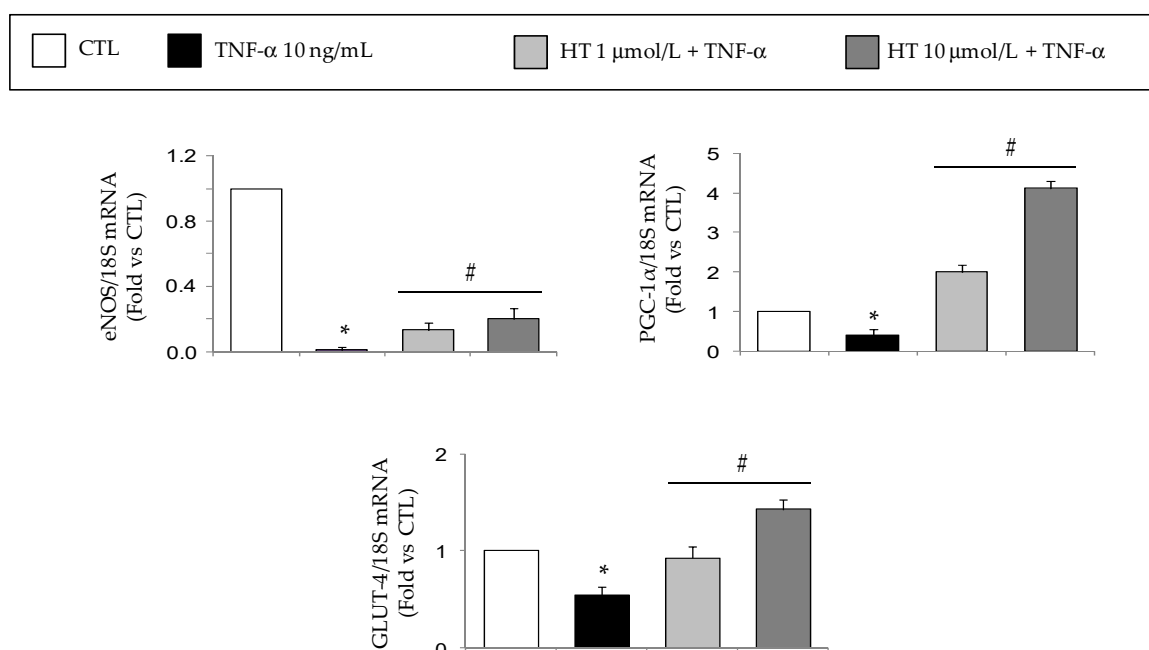 CTL TNF-α 10 ng/mL HT 1 μmol/L + TNF-α HT 10 μmol/L + TNF-α
eNOS/18S mRNA
(Fold vs CTL)
1.2
0.8
0.4
0.0
*
#
PGC-1α/18S mRNA
(Fold vs CTL)
5
4
3
2
1
0
*
#
GLUT-4/18S mRNA
(Fold vs CTL)
2
1
0
*
#